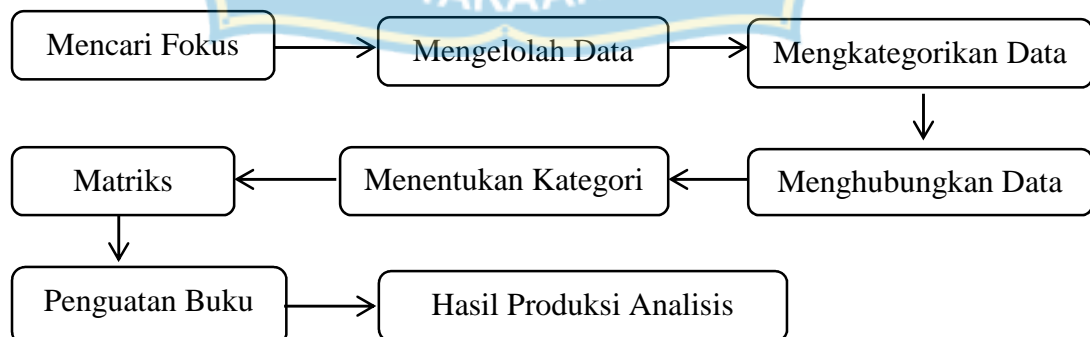 Mencari Fokus
Mengelolah Data
Mengkategorikan Data
Menghubungkan Data
Menentukan Kategori
Matriks
Penguatan Buku
Hasil Produksi Analisis